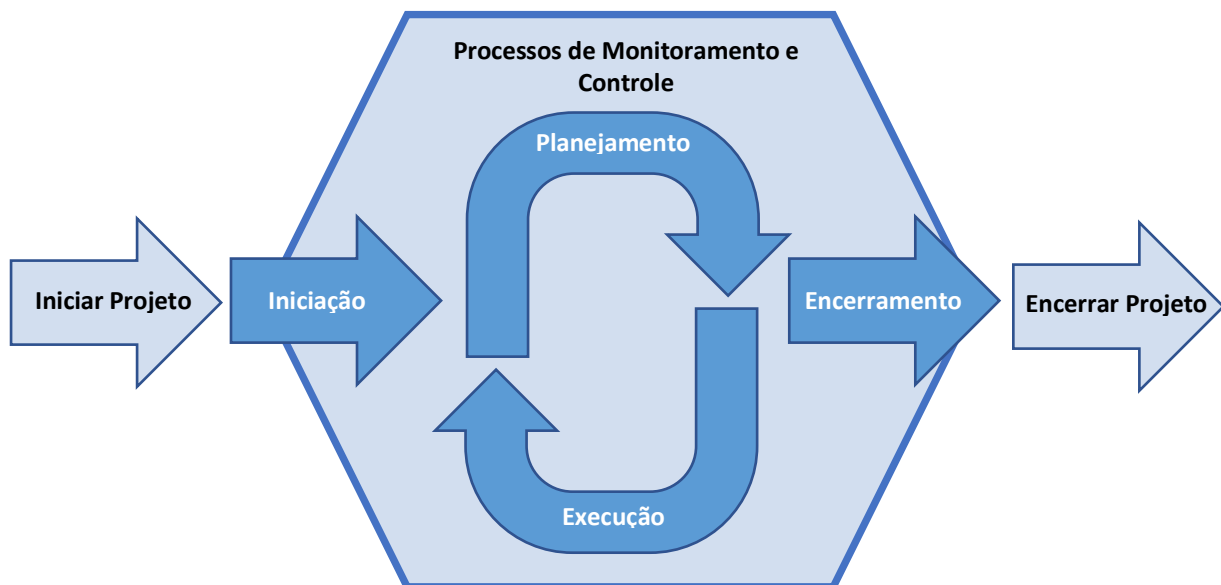 Processos de Monitoramento e
Controle
Planejamento
Iniciar Projeto
Iniciação
Encerramento
Encerrar Projeto
Execução